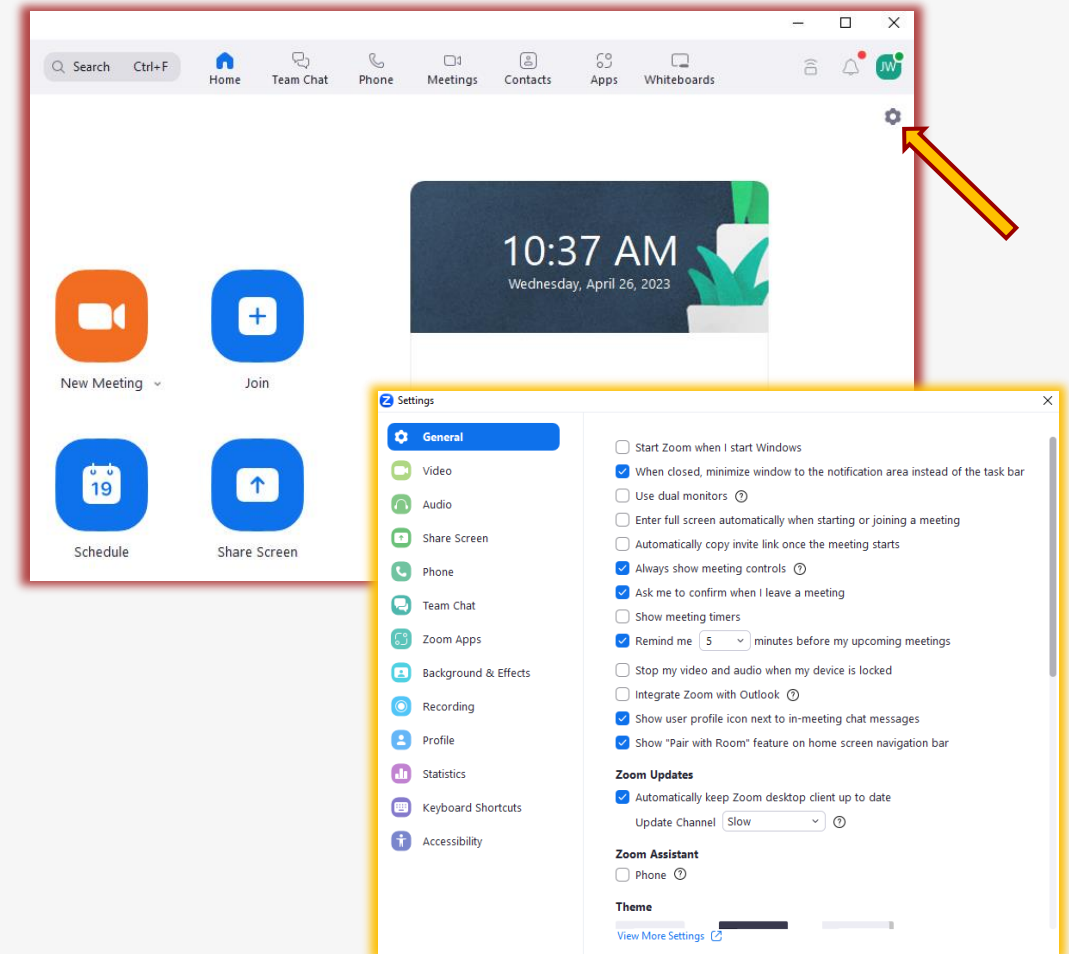 Search Ctrl+F
Home
Team Chat
Phone
Meetings
Contacts
Apps
Whiteboards
JW
10:37 AM
Wednesday, April 26, 2023
New Meeting
Join
19
Schedule
Share Screen
Settings
General
Video
Audio
Share Screen
Phone
Team Chat
Zoom Apps
Background & Effects
Recording
Profile
Statistics
Keyboard Shortcuts
Accessibility
Start Zoom when I start Windows
When closed, minimize window to the notification area instead of the task bar
Use dual monitors ?
Enter full screen automatically when starting or joining a meeting
Automatically copy invite link once the meeting starts
Always show meeting controls ?
Ask me to confirm when I leave a meeting
Show meeting timers
Remind me 5 minutes before my upcoming meetings
Stop my video and audio when my device is locked
Integrate Zoom with Outlook ?
Show user profile icon next to in-meeting chat messages
Show "Pair with Room" feature on home screen navigation bar
Zoom Updates
Automatically keep Zoom desktop client up to date
Update Channel Slow ?
Zoom Assistant
Phone ?
Theme
View More Settings